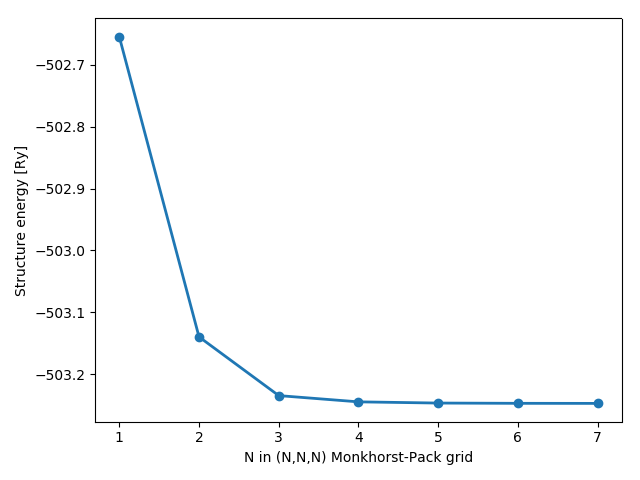 −502.7
−502.8
−502.9
−503.0
−503.1
−503.2
Structure energy [Ry]
1 2 3 4 5 6 7
N in (N,N,N) Monkhorst-Pack grid